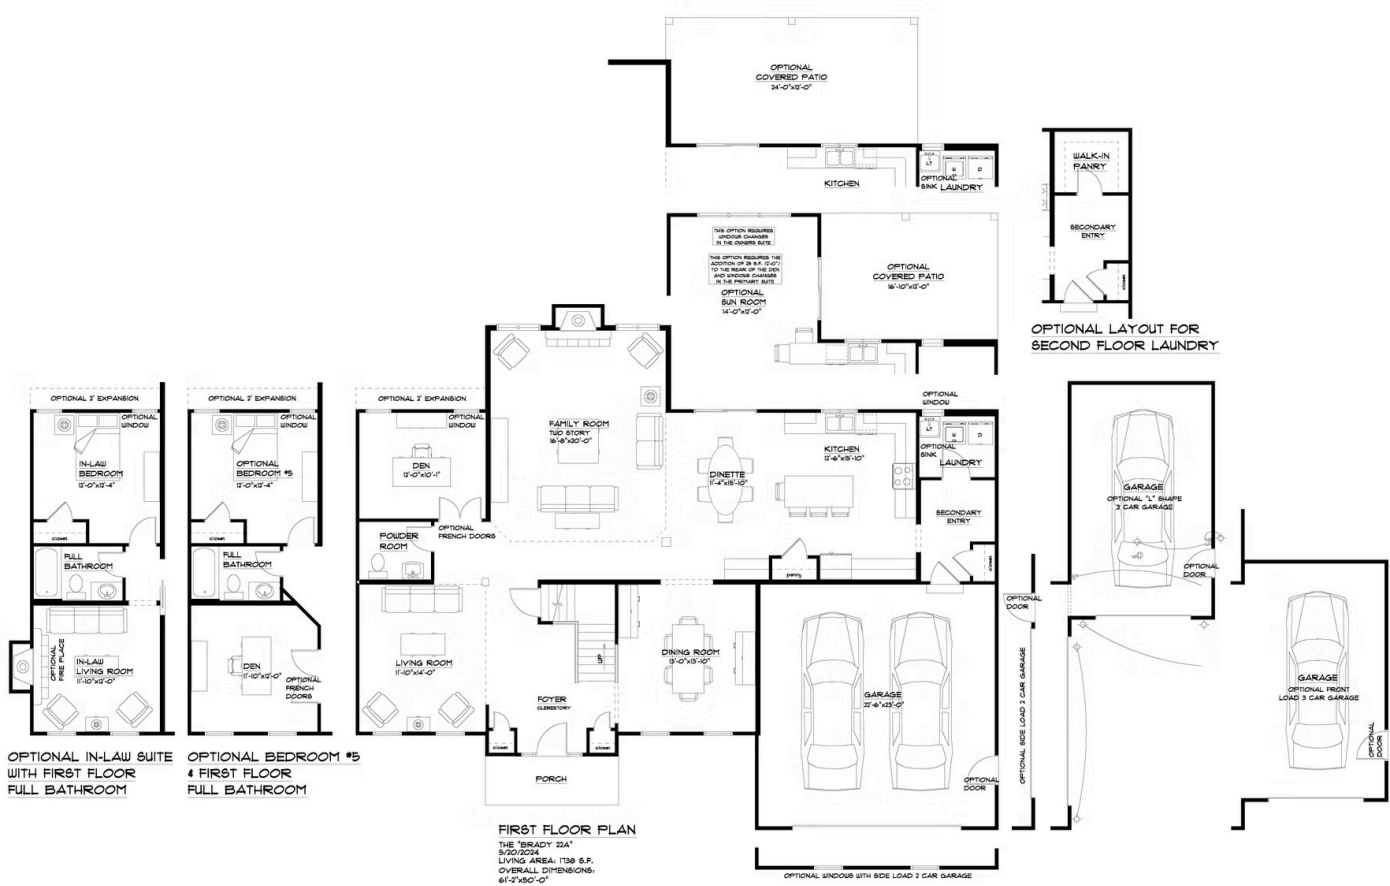 OPTIONAL
COVERED PATIO
24'-0"x12'-0"
KITCHEN
OPTIONAL
SINK
LAUNDRY
LT
D
WALK-IN
PANRY
SECONDARY
ENTRY
closet
OPTIONAL LAYOUT FOR
SECOND FLOOR LAUNDRY
THIS OPTION REQUIRES
WINDOWS CHANGES
IN THE OWNERS SUITE
THIS OPTION REQUIRES THE
ADDITION OF 25 S.F. (2'-0")
TO THE REAR OF THE DEN
AND WINDOWS CHANGES
IN THE PRIMARY SUITE
OPTIONAL
SUN ROOM
14'-0"x12'-0"
OPTIONAL
COVERED PATIO
16'-10"x12'-0"
OPTIONAL
WINDOW
OPTIONAL 2' EXPANSION
OPTIONAL
WINDOW
IN-LAW
BEDROOM
12'-0"x12'-4"
closet
FULL
BATHROOM
OPTIONAL
FIRE PLACE
IN-LAW
LIVING ROOM
11'-10"x12'-0"
OPTIONAL IN-LAW SUITE
WITH FIRST FLOOR
FULL BATHROOM
OPTIONAL 2' EXPANSION
OPTIONAL
WINDOW
OPTIONAL
BEDROOM #5
12'-0"x12'-4"
closet
FULL
BATHROOM
DEN
11'-10"x12'-0"
OPTIONAL
FRENCH
DOORS
OPTIONAL BEDROOM #5
& FIRST FLOOR
FULL BATHROOM
OPTIONAL 2' EXPANSION
OPTIONAL
WINDOW
DEN
12'-0"x10'-1"
OPTIONAL
FRENCH DOORS
POWDER
ROOM
LIVING ROOM
11'-10"x14'-0"
FAMILY ROOM
TWO STORY
16'-8"x20'-0"
DINETTE
11'-4"x15'-10"
KITCHEN
12'-6"x15'-10"
OPTIONAL
SINK
LAUNDRY
LT
D
SECONDARY
ENTRY
closet
pantry
UP
DINING ROOM
13'-0"x13'-10"
FOYER
CLERESTORY
closet
closet
PORCH
GARAGE
22'-6"x23'-0"
OPTIONAL
DOOR
OPTIONAL WINDOWS WITH SIDE LOAD 2 CAR GARAGE
OPTIONAL
DOOR
OPTIONAL SIDE LOAD 2 CAR GARAGE
GARAGE
OPTIONAL "L" SHAPE
3 CAR GARAGE
OPTIONAL
DOOR
GARAGE
OPTIONAL FRONT
LOAD 3 CAR GARAGE
OPTIONAL
DOOR
FIRST FLOOR PLAN
THE "BRADY 22A"
5/20/2024
LIVING AREA: 1738 S.F.
OVERALL DIMENSIONS:
61'-2"x50'-0"